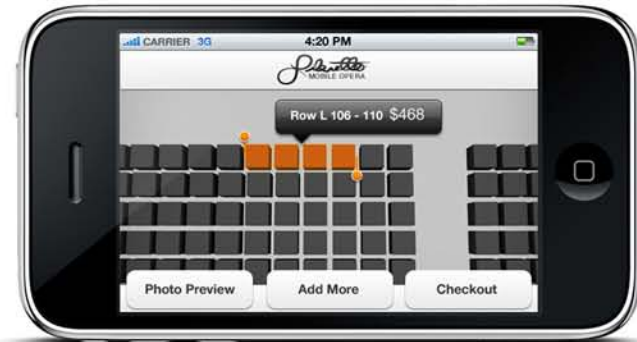 CARRIER 3G 4:20 PM
MOBILE OPERA
Row L 106 - 110 $468
Photo Preview Add More Checkout